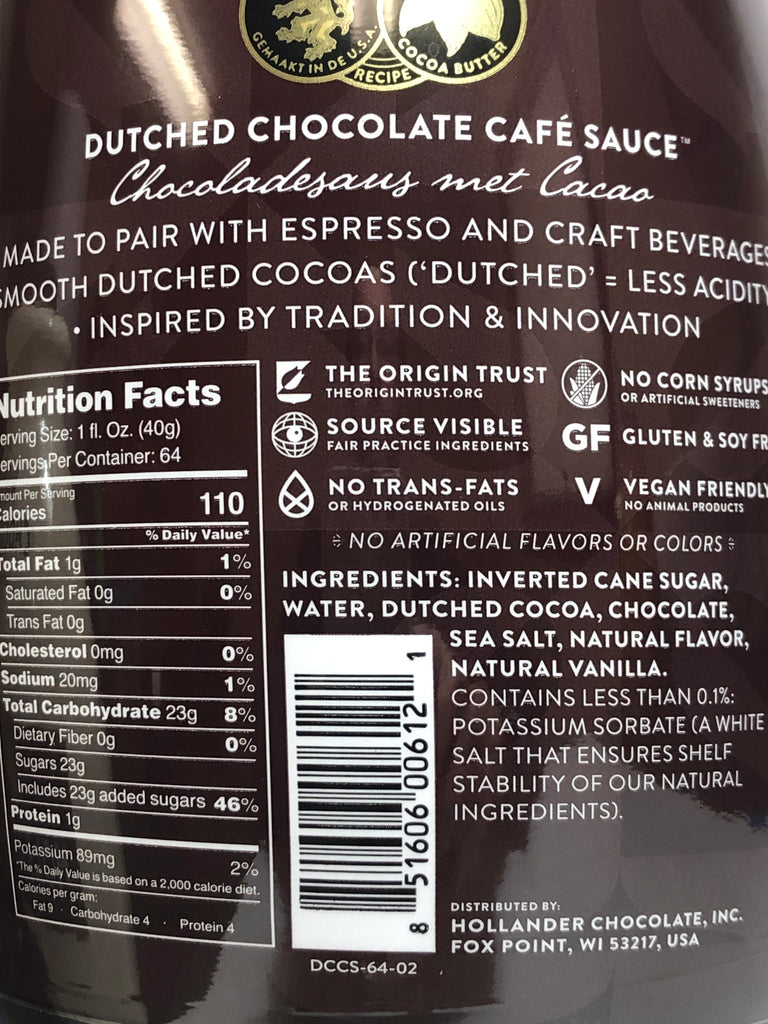 GEMAAKT IN DE U.S.A.
RECIPE
COCOA BUTTER
DUTCHED CHOCOLATE CAFÉ SAUCE™
Chocoladesaus met Cacao
MADE TO PAIR WITH ESPRESSO AND CRAFT BEVERAGES
SMOOTH DUTCHED COCOAS ('DUTCHED' = LESS ACIDITY
• INSPIRED BY TRADITION & INNOVATION
Nutrition Facts
erving Size: 1 fl. Oz. (40g)
ervings Per Container: 64
mount Per Serving
Calories 110
% Daily Value*
Total Fat 1g 1%
Saturated Fat 0g 0%
Trans Fat 0g
Cholesterol 0mg 0%
Sodium 20mg 1%
Total Carbohydrate 23g 8%
Dietary Fiber 0g 0%
Sugars 23g
Includes 23g added sugars 46%
Protein 1g
Potassium 89mg 2%
*The % Daily Value is based on a 2,000 calorie diet.
Calories per gram:
Fat 9 · Carbohydrate 4 · Protein 4
THE ORIGIN TRUST
THEORIGINTRUST.ORG
SOURCE VISIBLE
FAIR PRACTICE INGREDIENTS
NO TRANS-FATS
OR HYDROGENATED OILS
NO CORN SYRUPS
OR ARTIFICIAL SWEETENERS
GF GLUTEN & SOY FR
V VEGAN FRIENDLY
NO ANIMAL PRODUCTS
NO ARTIFICIAL FLAVORS OR COLORS
INGREDIENTS: INVERTED CANE SUGAR,
WATER, DUTCHED COCOA, CHOCOLATE,
SEA SALT, NATURAL FLAVOR,
NATURAL VANILLA.
CONTAINS LESS THAN 0.1%:
POTASSIUM SORBATE (A WHITE
SALT THAT ENSURES SHELF
STABILITY OF OUR NATURAL
INGREDIENTS).
8 51606 00612 1
DCCS-64-02
DISTRIBUTED BY:
HOLLANDER CHOCOLATE, INC.
FOX POINT, WI 53217, USA